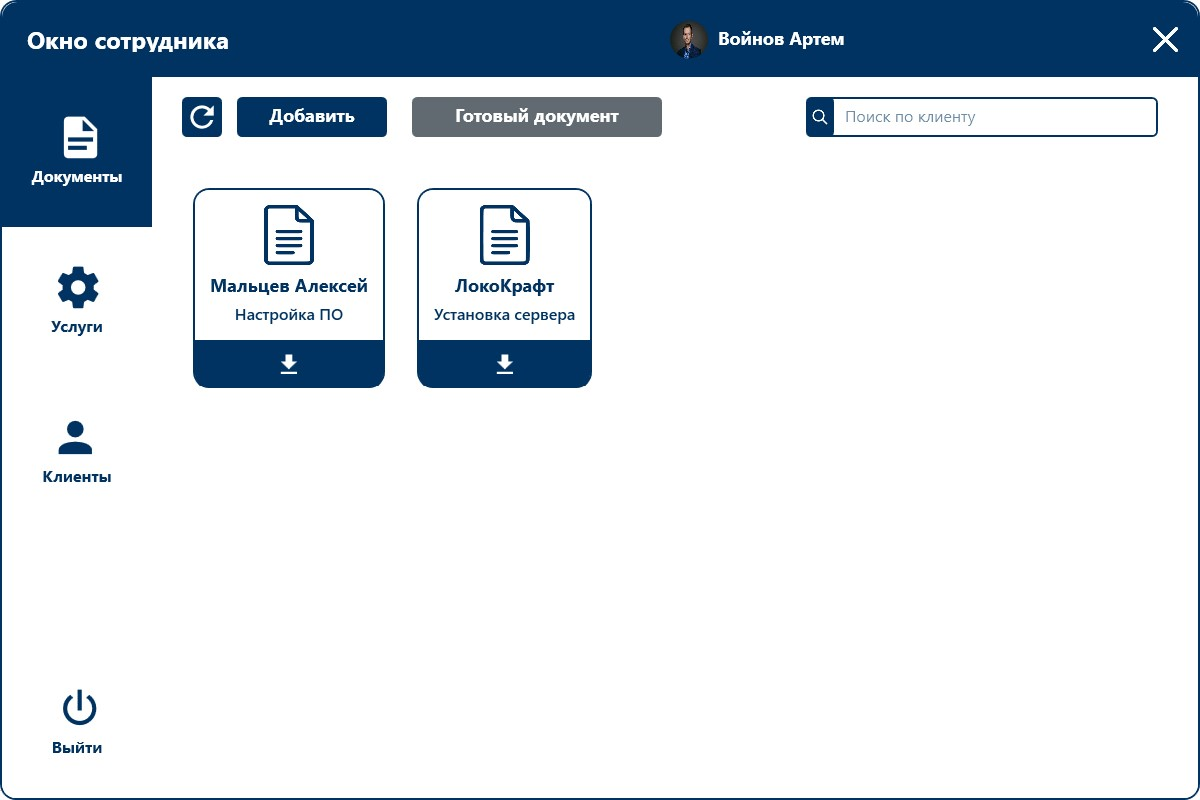 Окно сотрудника
Войнов Артем
Документы
Добавить
Готовый документ
Поиск по клиенту
Мальцев Алексей
Настройка ПО
ЛокоКрафт
Установка сервера
Услуги
Клиенты
Выйти